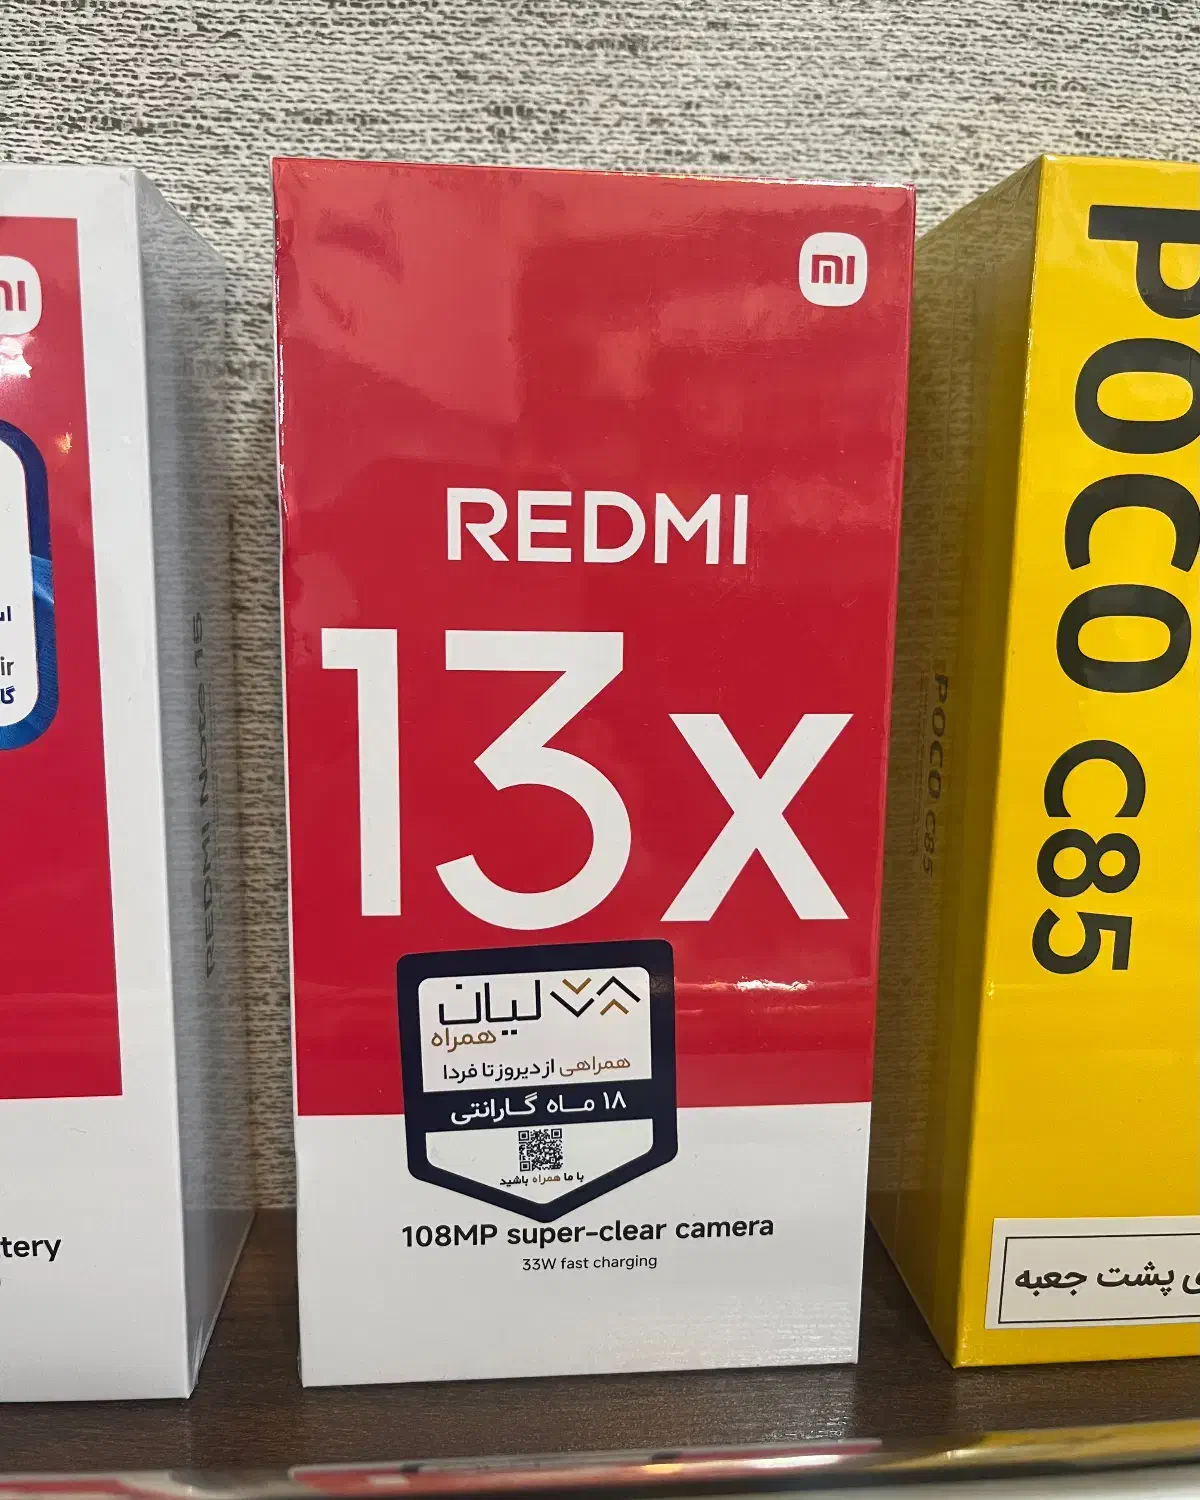 mi
REDMI
13x
لیان
همراه
همراهی از دیروز تا فردا
۱۸ ماه گارانتی
با ما همراه باشید
108MP super-clear camera
33W fast charging
REDMI Note 15
tery
ir
POCO C85
POCO C85
پشت جعبه